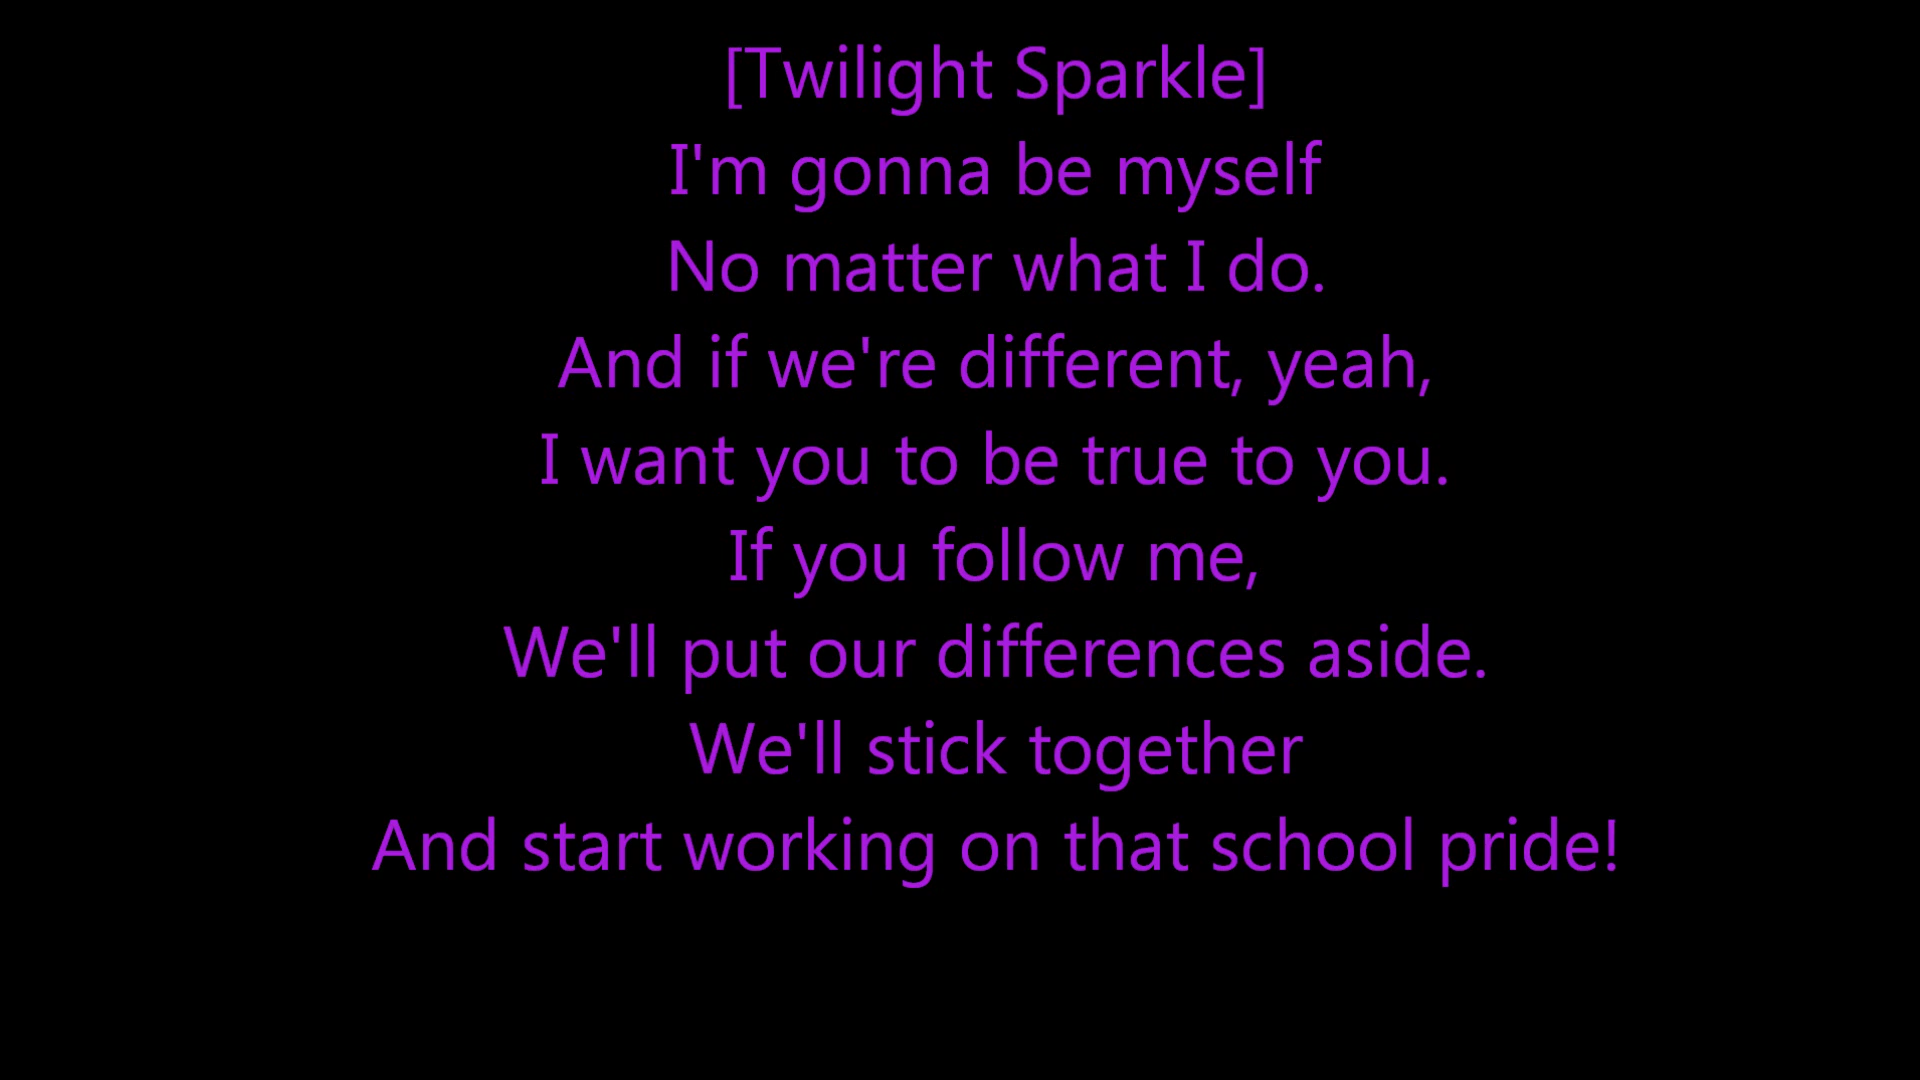 [Twilight Sparkle]
I'm gonna be myself
No matter what I do.
And if we're different, yeah,
I want you to be true to you.
If you follow me,
We'll put our differences aside.
We'll stick together
And start working on that school pride!